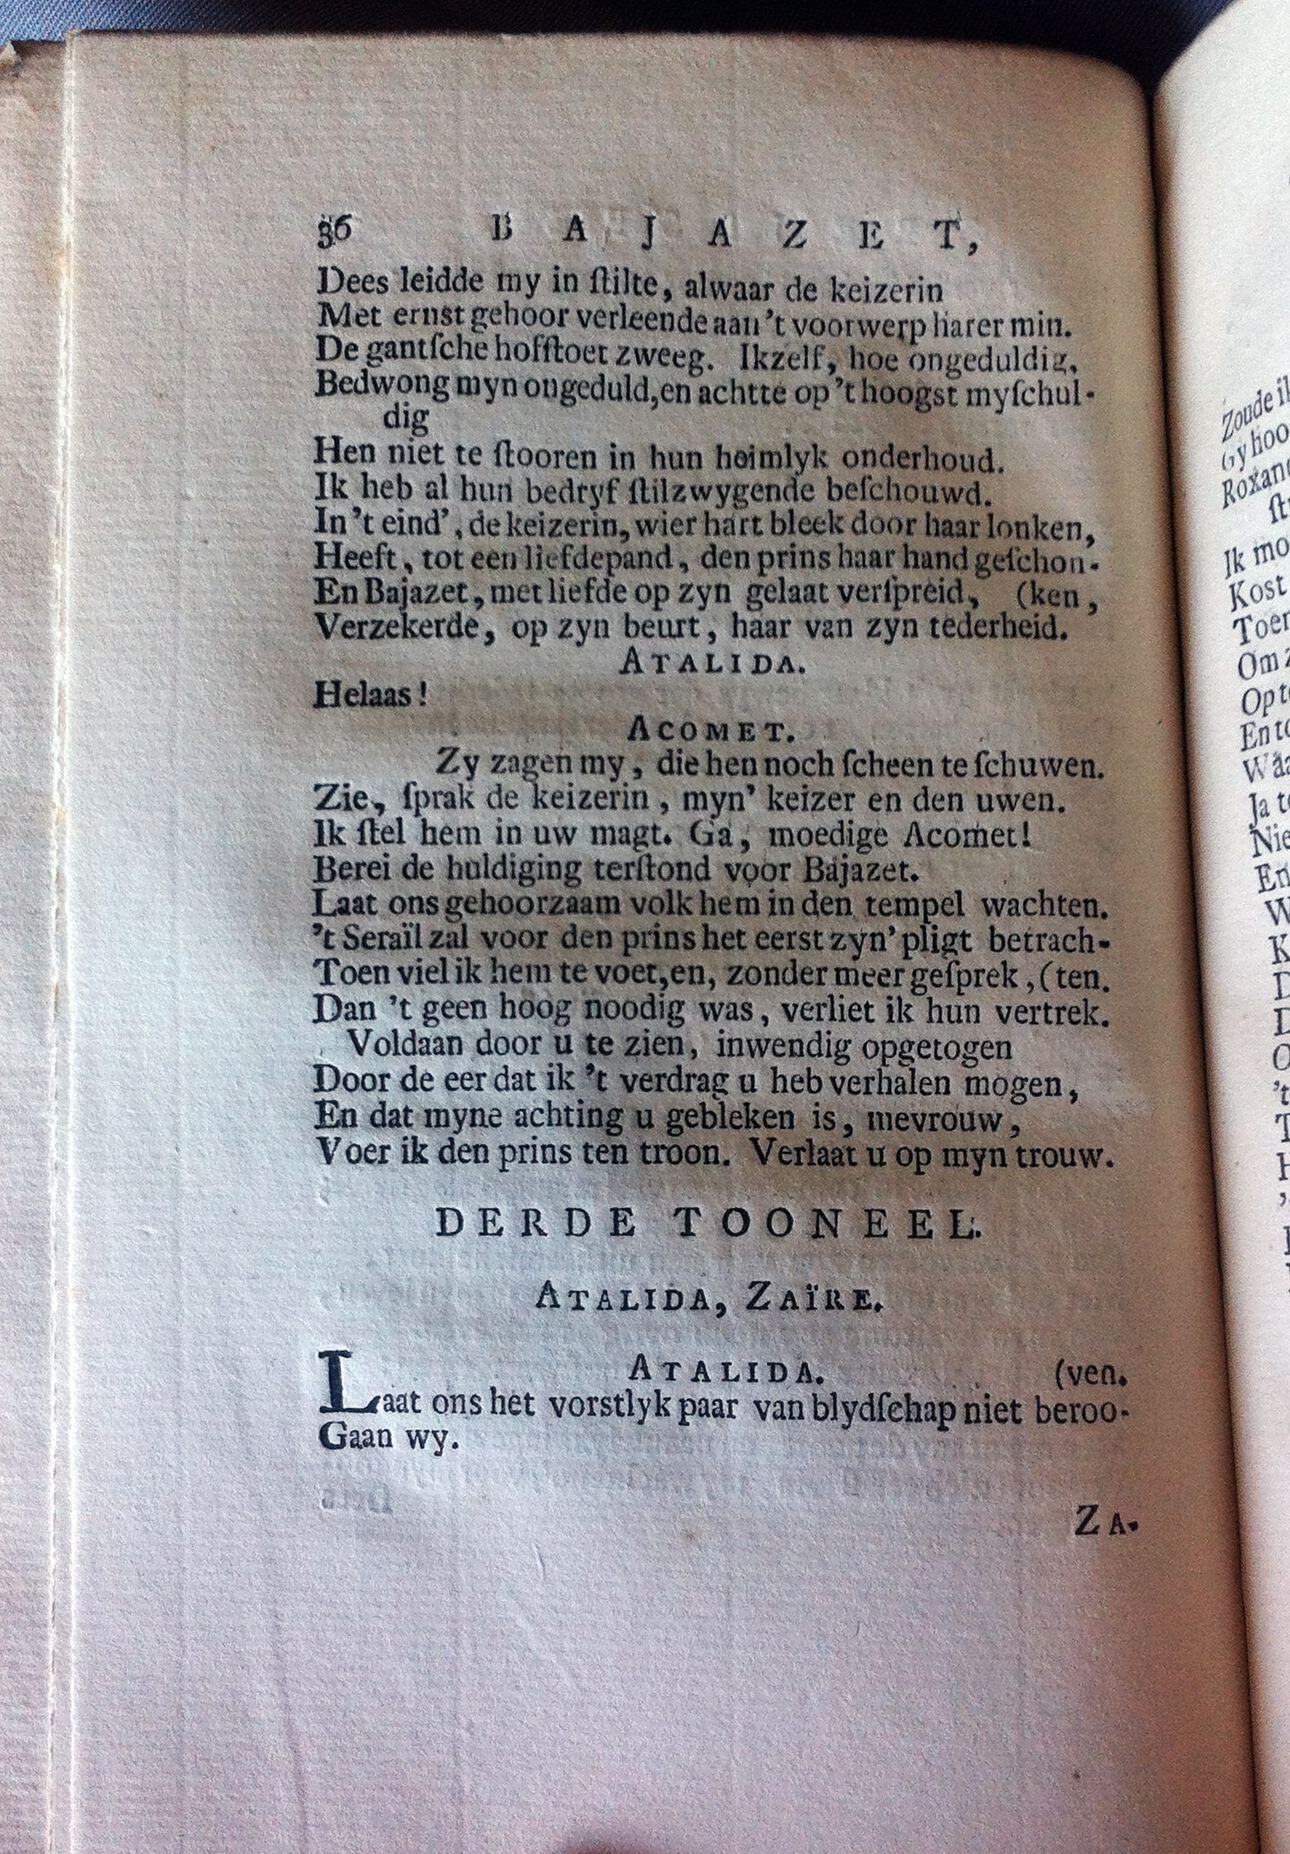 36 BAJAZET,
Dees leidde my in ſtilte, alwaar de keizerin
Met ernst gehoor verleende aan 't voorwerp harer min.
De gantſche hofſtoet zweeg. Ikzelf, hoe ongeduldig,
Bedwong myn ongeduld, en achtte op 't hoogst myſchul-
dig
Hen niet te ſtooren in hun heimlyk onderhoud.
Ik heb al hun bedryf ſtilzwygende beſchouwd.
In 't eind', de keizerin, wier hart bleek door haar lonken,
Heeft, tot een liefdepand, den prins haar hand geſchon-
En Bajazet, met liefde op zyn gelaat verſpreid, (ken,
Verzekerde, op zyn beurt, haar van zyn tederheid.
ATALIDA.
Helaas!
ACOMET.
Zy zagen my, die hen noch ſcheen te ſchuwen.
Zie, ſprak de keizerin, myn' keizer en den uwen.
Ik ſtel hem in uw magt. Ga, moedige Acomet!
Berei de huldiging terſtond voor Bajazet.
Laat ons gehoorzaam volk hem in den tempel wachten.
't Seraïl zal voor den prins het eerst zyn' pligt betrach-
Toen viel ik hem te voet, en, zonder meer geſprek, (ten.
Dan 't geen hoog noodig was, verliet ik hun vertrek.
Voldaan door u te zien, inwendig opgetogen
Door de eer dat ik 't verdrag u heb verhalen mogen,
En dat myne achting u gebleken is, mevrouw,
Voer ik den prins ten troon. Verlaat u op myn trouw.
DERDE TOONEEL.
ATALIDA, ZAÏRE.
ATALIDA. (ven.
Laat ons het vorstlyk paar van blydſchap niet beroo-
Gaan wy.
ZA-
Zoude
Gy
Ik
Kost
Om
Op
En
Ja